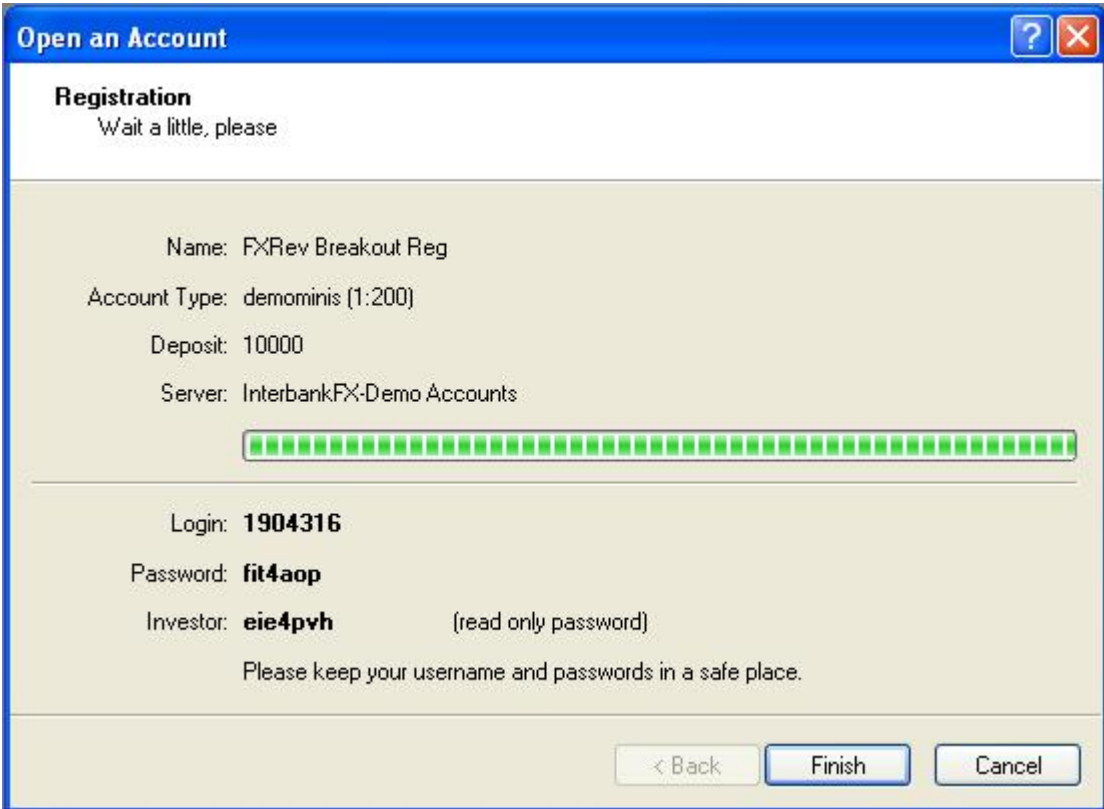 Open an Account
Registration
Wait a little, please
Name: FXRev Breakout Reg
Account Type: demominis (1:200)
Deposit: 10000
Server: InterbankFX-Demo Accounts
Login: 1904316
Password: fit4aop
Investor: eie4pvh (read only password)
Please keep your username and passwords in a safe place.
< Back Finish Cancel